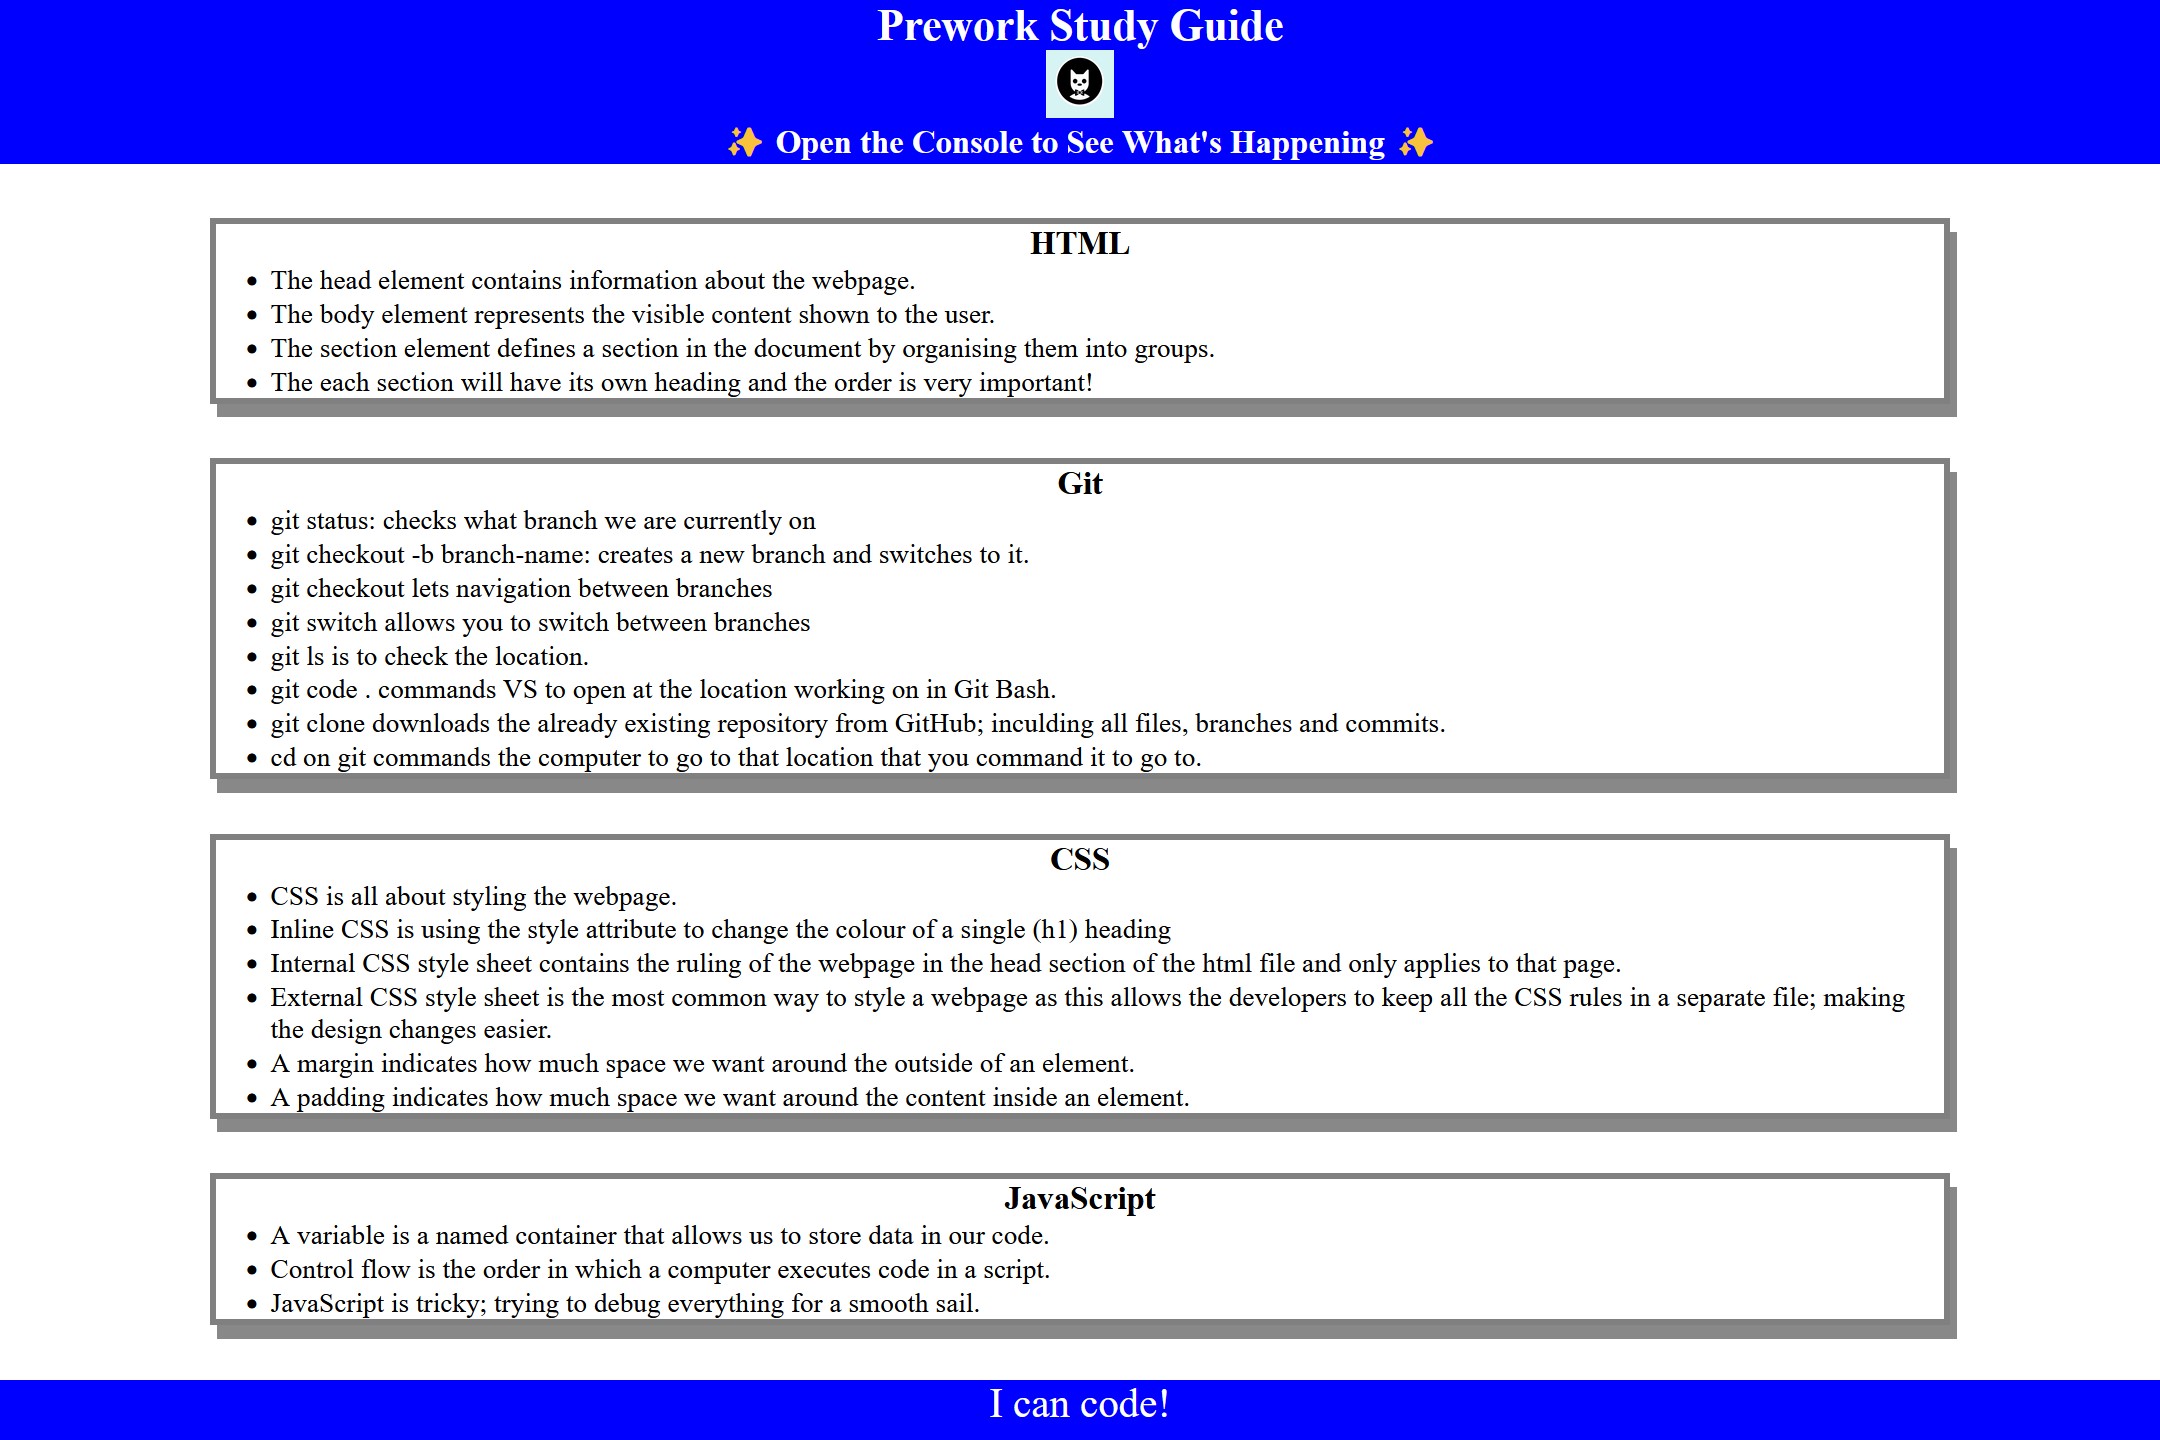 Prework Study Guide
✨ Open the Console to See What's Happening ✨
HTML
• The head element contains information about the webpage.
• The body element represents the visible content shown to the user.
• The section element defines a section in the document by organising them into groups.
• The each section will have its own heading and the order is very important!
Git
• git status: checks what branch we are currently on
• git checkout -b branch-name: creates a new branch and switches to it.
• git checkout lets navigation between branches
• git switch allows you to switch between branches
• git ls is to check the location.
• git code . commands VS to open at the location working on in Git Bash.
• git clone downloads the already existing repository from GitHub; inculding all files, branches and commits.
• cd on git commands the computer to go to that location that you command it to go to.
CSS
• CSS is all about styling the webpage.
• Inline CSS is using the style attribute to change the colour of a single (h1) heading
• Internal CSS style sheet contains the ruling of the webpage in the head section of the html file and only applies to that page.
• External CSS style sheet is the most common way to style a webpage as this allows the developers to keep all the CSS rules in a separate file; making
the design changes easier.
• A margin indicates how much space we want around the outside of an element.
• A padding indicates how much space we want around the content inside an element.
JavaScript
• A variable is a named container that allows us to store data in our code.
• Control flow is the order in which a computer executes code in a script.
• JavaScript is tricky; trying to debug everything for a smooth sail.
I can code!